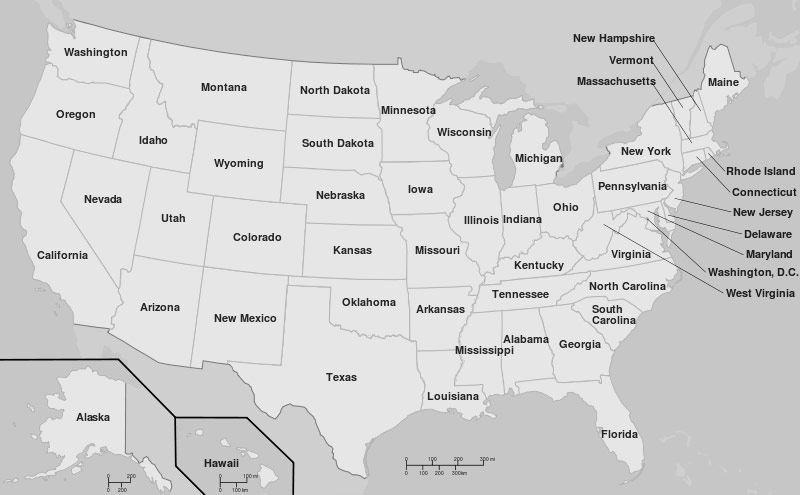 New Hampshire
Vermont
Massachusetts
Maine
Washington
Montana
North Dakota
Minnesota
Oregon
Idaho
South Dakota
Wisconsin
Michigan
New York
Rhode Island
Wyoming
Connecticut
Nebraska
Iowa
Pennsylvania
Nevada
Utah
Illinois
Indiana
Ohio
New Jersey
Colorado
Delaware
California
Kansas
Missouri
Kentucky
Virginia
Maryland
Washington, D.C.
West Virginia
Arizona
New Mexico
Oklahoma
Arkansas
Tennessee
North Carolina
South
Carolina
Mississippi
Alabama
Georgia
Texas
Louisiana
Florida
Alaska
Hawaii
0 100 200 300 mi
0 100 200 300km
0 200
0 200
0 100 mi
0 100 km